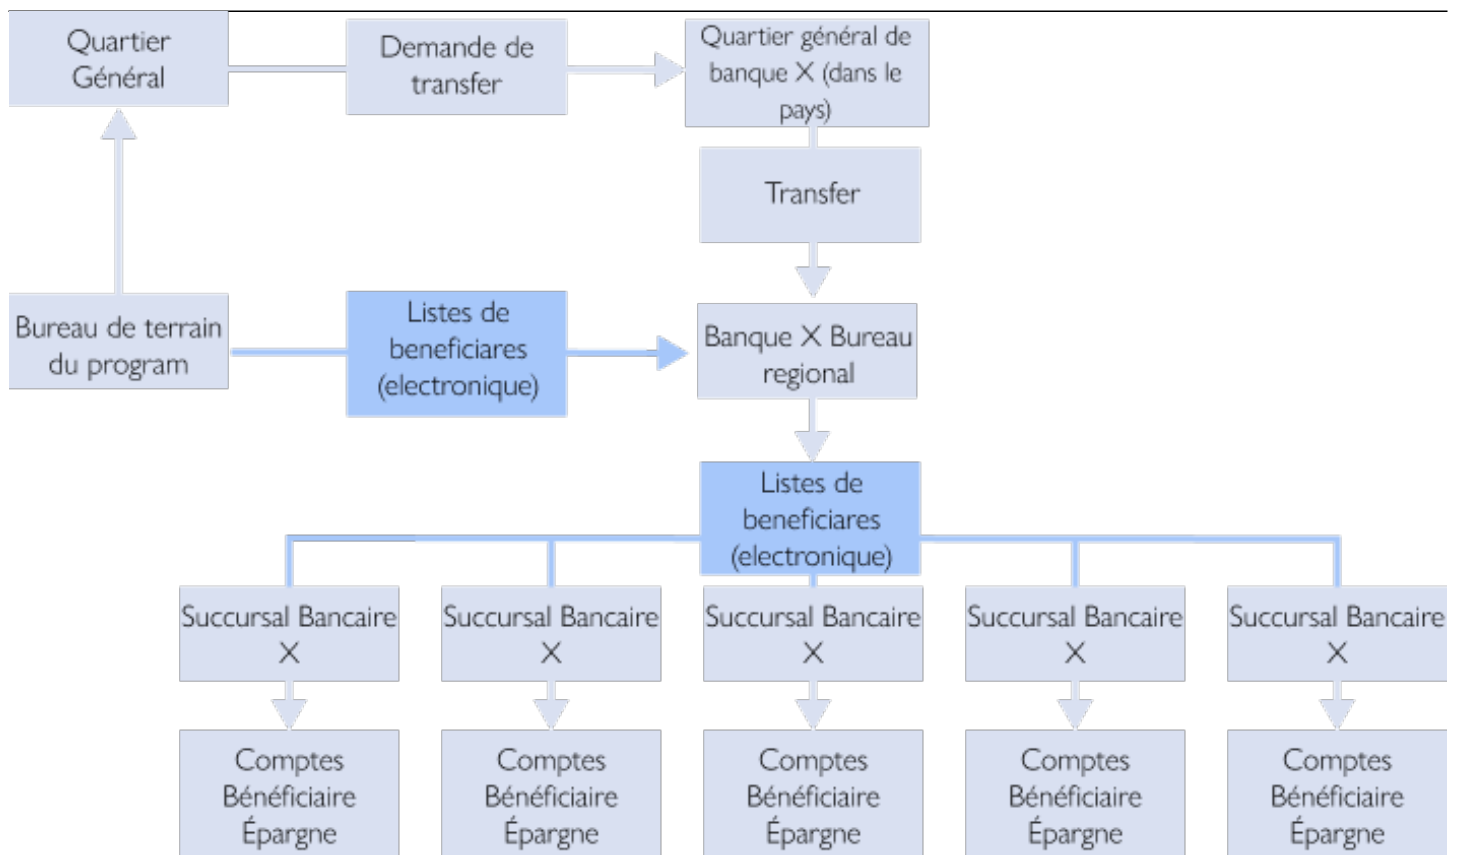 Quartier
Général
Demande de
transfer
Quartier général de
banque X (dans le
pays)
Transfer
Bureau de terrain
du program
Listes de
beneficiares
(electronique)
Banque X Bureau
regional
Listes de
beneficiares
(electronique)
Succursal Bancaire
X
Succursal Bancaire
X
Succursal Bancaire
X
Succursal Bancaire
X
Succursal Bancaire
X
Comptes
Bénéficiaire
Épargne
Comptes
Bénéficiaire
Épargne
Comptes
Bénéficiaire
Épargne
Comptes
Bénéficiaire
Épargne
Comptes
Bénéficiaire
Épargne